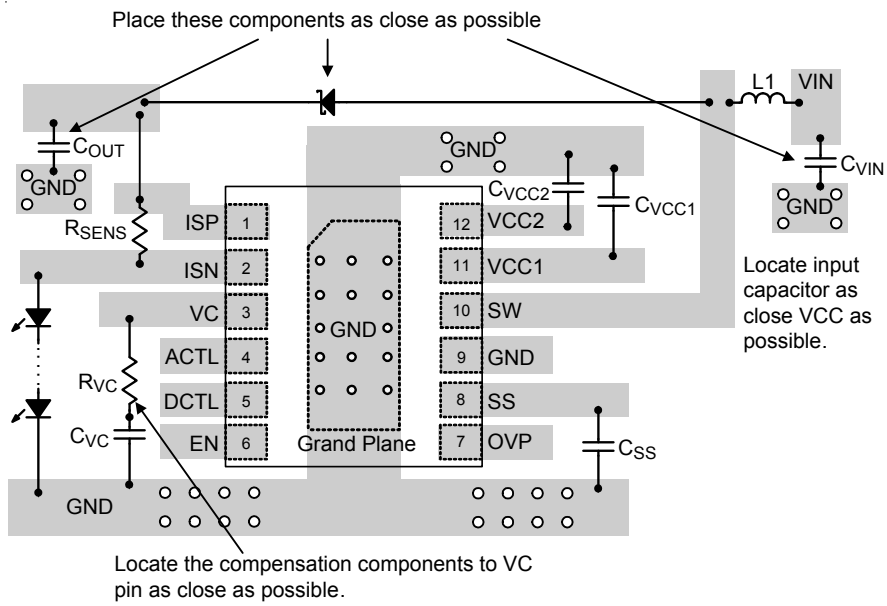 Place these components as close as possible
L1
VIN
COUT
GND
GND
CVCC2
CVCC1
CVIN
GND
RSENS
ISP 1
12 VCC2
ISN 2
11 VCC1
Locate input
capacitor as
close VCC as
possible.
VC 3
10 SW
GND
ACTL 4
9 GND
RVC
DCTL 5
8 SS
CVC
EN 6
Grand Plane
7 OVP
CSS
GND
Locate the compensation components to VC
pin as close as possible.